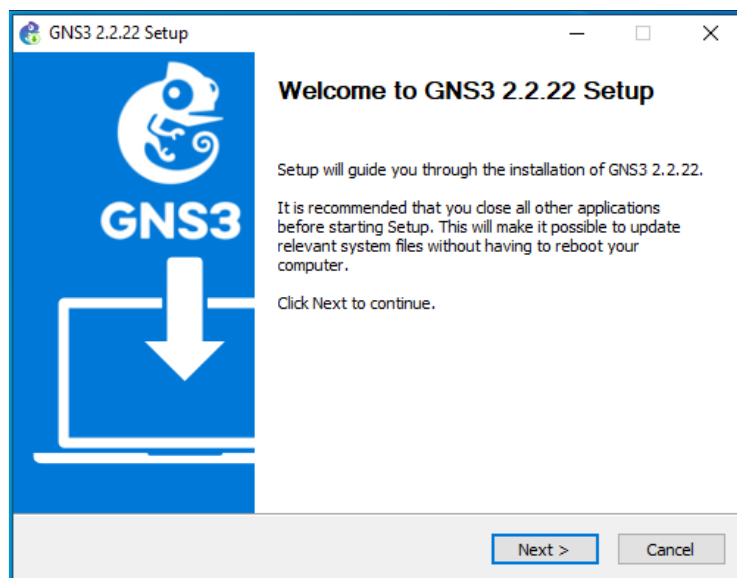 GNS3 2.2.22 Setup
GNS3
Welcome to GNS3 2.2.22 Setup
Setup will guide you through the installation of GNS3 2.2.22.
It is recommended that you close all other applications
before starting Setup. This will make it possible to update
relevant system files without having to reboot your
computer.
Click Next to continue.
Next >
Cancel